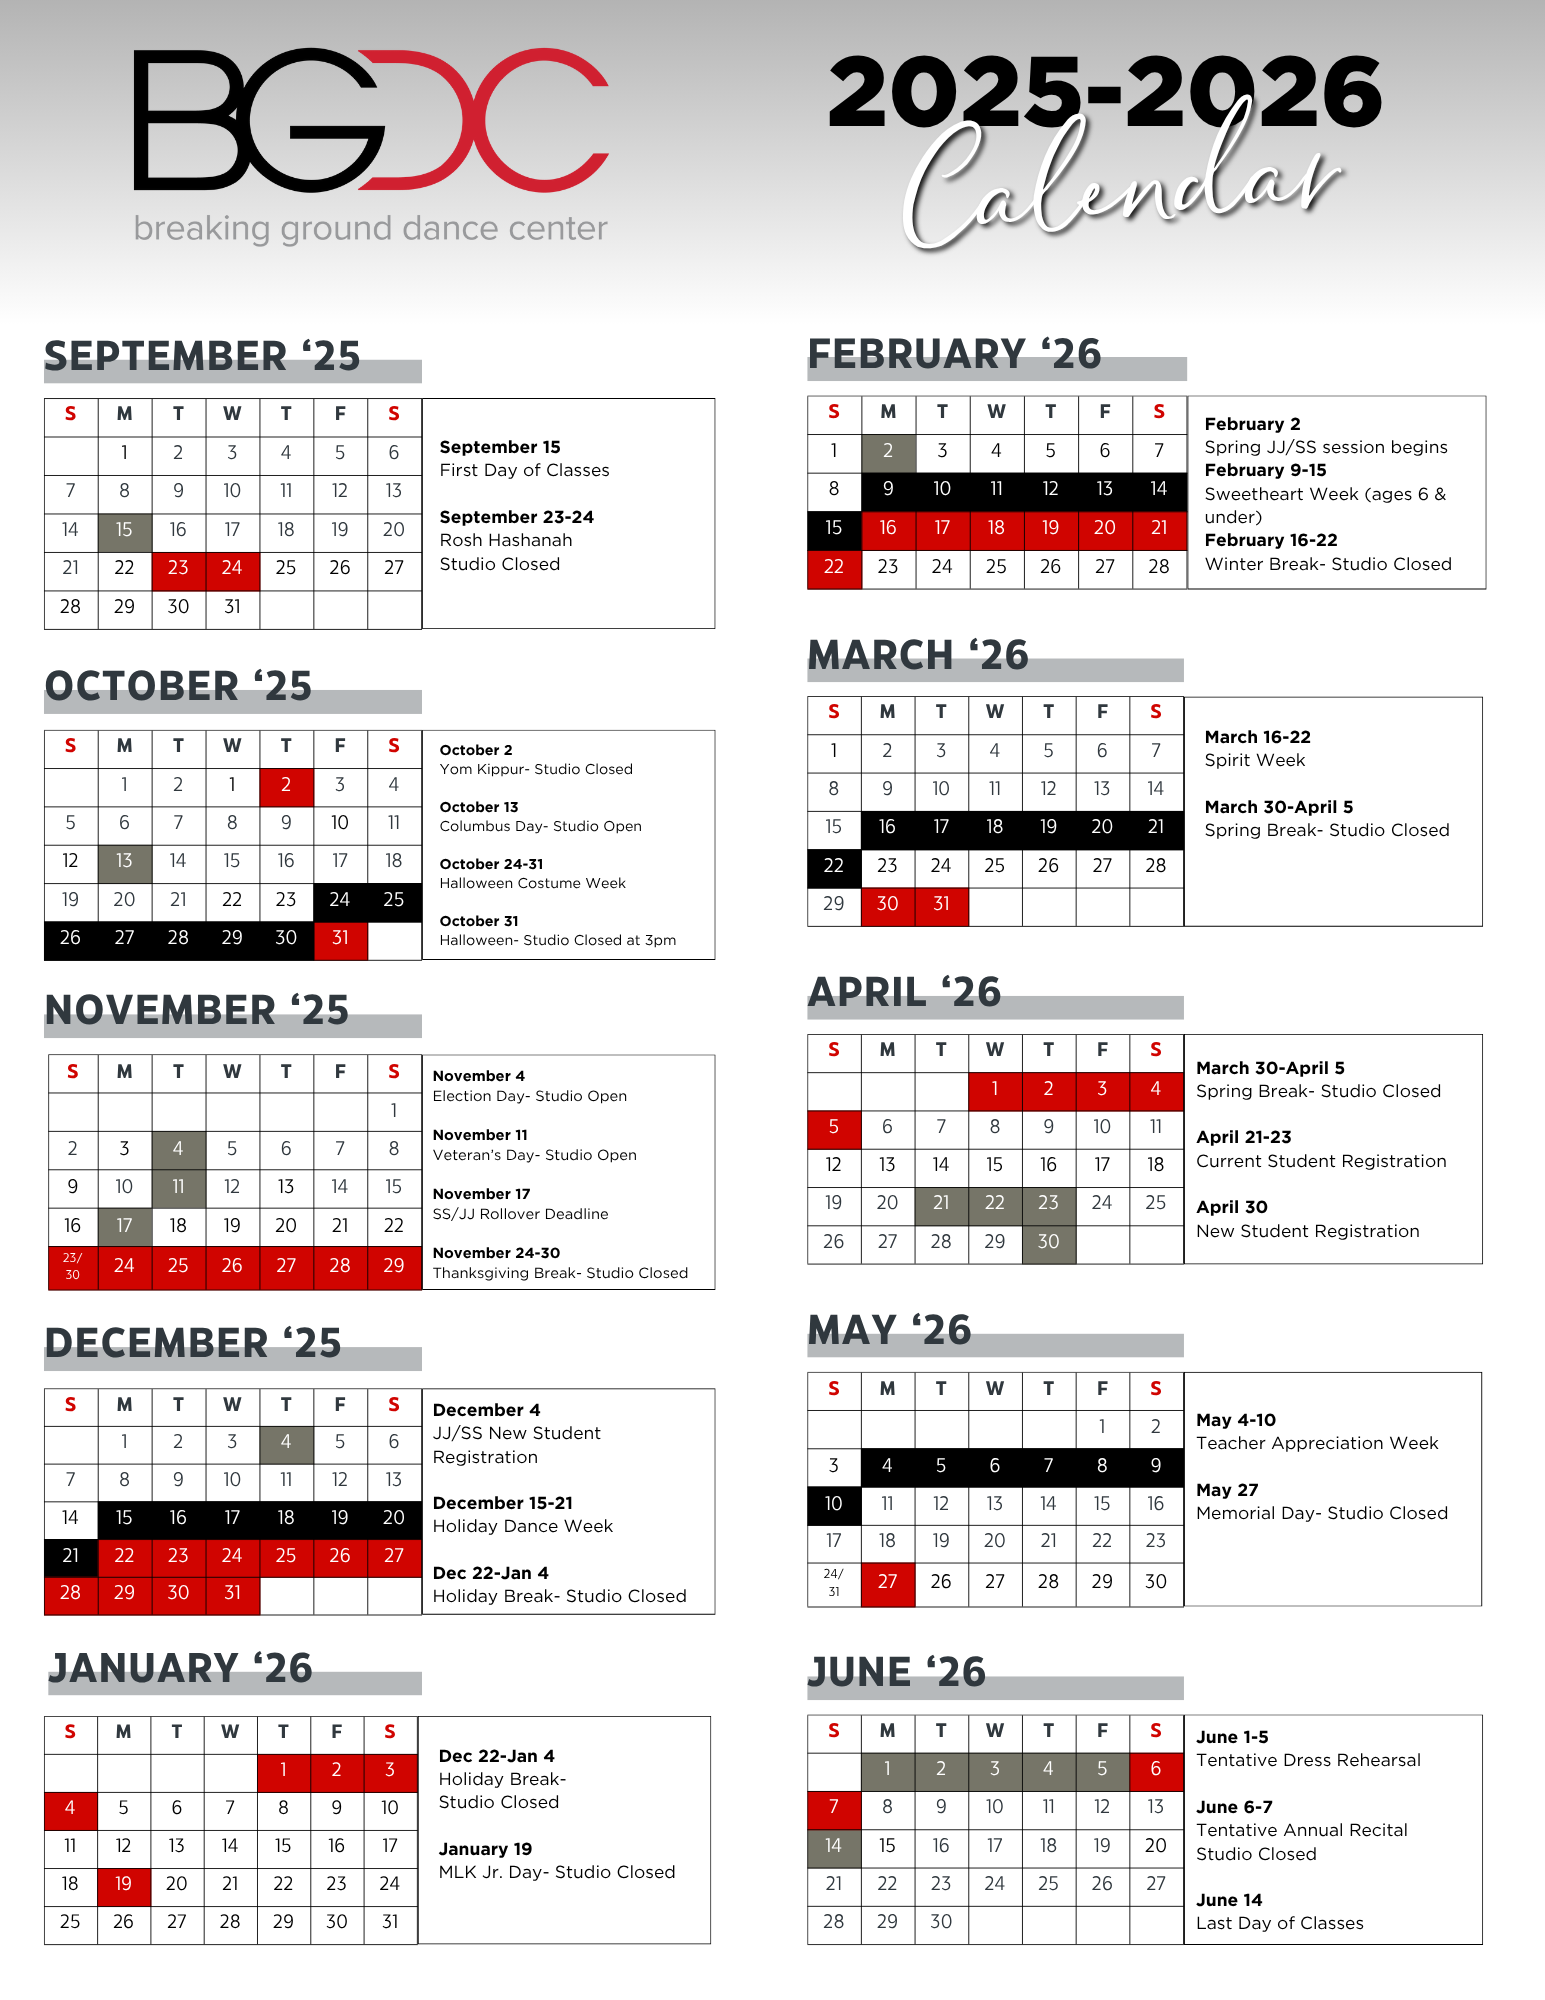 BGDC
breaking ground dance center
2025-2026
Calendar
SEPTEMBER ‘25
S M T W T F S
1 2 3 4 5 6
7 8 9 10 11 12 13
14 15 16 17 18 19 20
21 22 23 24 25 26 27
28 29 30 31
September 15
First Day of Classes
September 23-24
Rosh Hashanah
Studio Closed
OCTOBER ‘25
S M T W T F S
1 2 1 2 3 4
5 6 7 8 9 10 11
12 13 14 15 16 17 18
19 20 21 22 23 24 25
26 27 28 29 30 31
October 2
Yom Kippur- Studio Closed
October 13
Columbus Day- Studio Open
October 24-31
Halloween Costume Week
October 31
Halloween- Studio Closed at 3pm
NOVEMBER ‘25
S M T W T F S
1
2 3 4 5 6 7 8
9 10 11 12 13 14 15
16 17 18 19 20 21 22
23/30 24 25 26 27 28 29
November 4
Election Day- Studio Open
November 11
Veteran’s Day- Studio Open
November 17
SS/JJ Rollover Deadline
November 24-30
Thanksgiving Break- Studio Closed
DECEMBER ‘25
S M T W T F S
1 2 3 4 5 6
7 8 9 10 11 12 13
14 15 16 17 18 19 20
21 22 23 24 25 26 27
28 29 30 31
December 4
JJ/SS New Student
Registration
December 15-21
Holiday Dance Week
Dec 22-Jan 4
Holiday Break- Studio Closed
JANUARY ‘26
S M T W T F S
1 2 3
4 5 6 7 8 9 10
11 12 13 14 15 16 17
18 19 20 21 22 23 24
25 26 27 28 29 30 31
Dec 22-Jan 4
Holiday Break-
Studio Closed
January 19
MLK Jr. Day- Studio Closed
FEBRUARY ‘26
S M T W T F S
1 2 3 4 5 6 7
8 9 10 11 12 13 14
15 16 17 18 19 20 21
22 23 24 25 26 27 28
February 2
Spring JJ/SS session begins
February 9-15
Sweetheart Week (ages 6 &
under)
February 16-22
Winter Break- Studio Closed
MARCH ‘26
S M T W T F S
1 2 3 4 5 6 7
8 9 10 11 12 13 14
15 16 17 18 19 20 21
22 23 24 25 26 27 28
29 30 31
March 16-22
Spirit Week
March 30-April 5
Spring Break- Studio Closed
APRIL ‘26
S M T W T F S
1 2 3 4
5 6 7 8 9 10 11
12 13 14 15 16 17 18
19 20 21 22 23 24 25
26 27 28 29 30
March 30-April 5
Spring Break- Studio Closed
April 21-23
Current Student Registration
April 30
New Student Registration
MAY ‘26
S M T W T F S
1 2
3 4 5 6 7 8 9
10 11 12 13 14 15 16
17 18 19 20 21 22 23
24/31 27 26 27 28 29 30
May 4-10
Teacher Appreciation Week
May 27
Memorial Day- Studio Closed
JUNE ‘26
S M T W T F S
1 2 3 4 5 6
7 8 9 10 11 12 13
14 15 16 17 18 19 20
21 22 23 24 25 26 27
28 29 30
June 1-5
Tentative Dress Rehearsal
June 6-7
Tentative Annual Recital
Studio Closed
June 14
Last Day of Classes